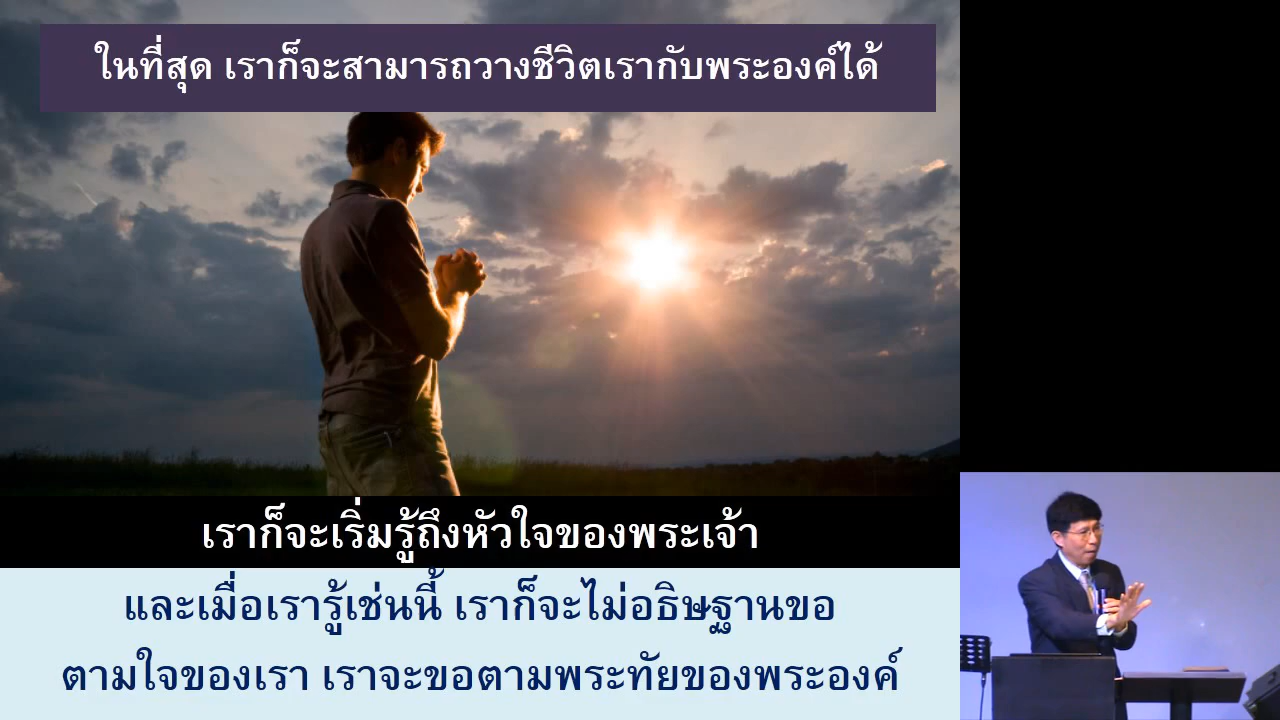 ในที่สุด เราก็จะสามารถวางชีวิตเรากับพระองค์ได้
เราก็จะเริ่มรู้ถึงหัวใจของพระเจ้า
และเมื่อเรารู้เช่นนี้ เราก็จะไม่อธิษฐานขอ
ตามใจของเรา เราจะขอตามพระทัยของพระองค์